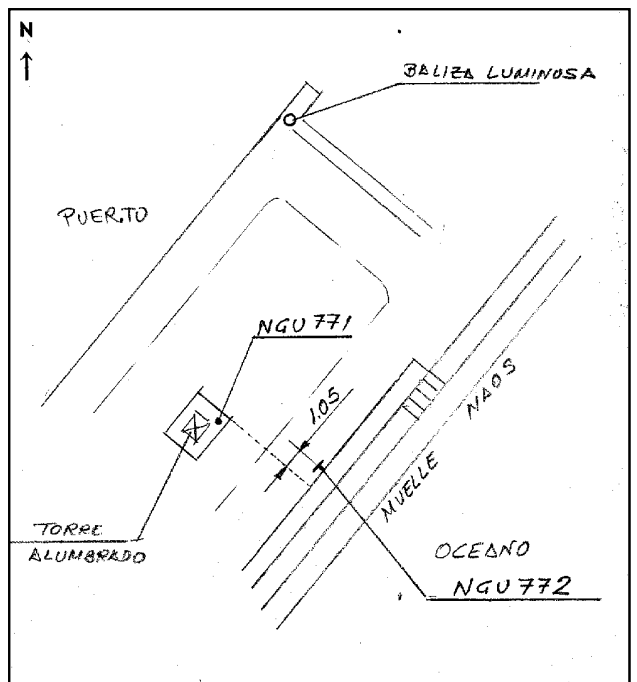 N
BALIZA LUMINOSA
PUERTO
NGU 771
1.05
MUELLE NAOS
TORRE
ALUMBRADO
OCEANO
NGU 772